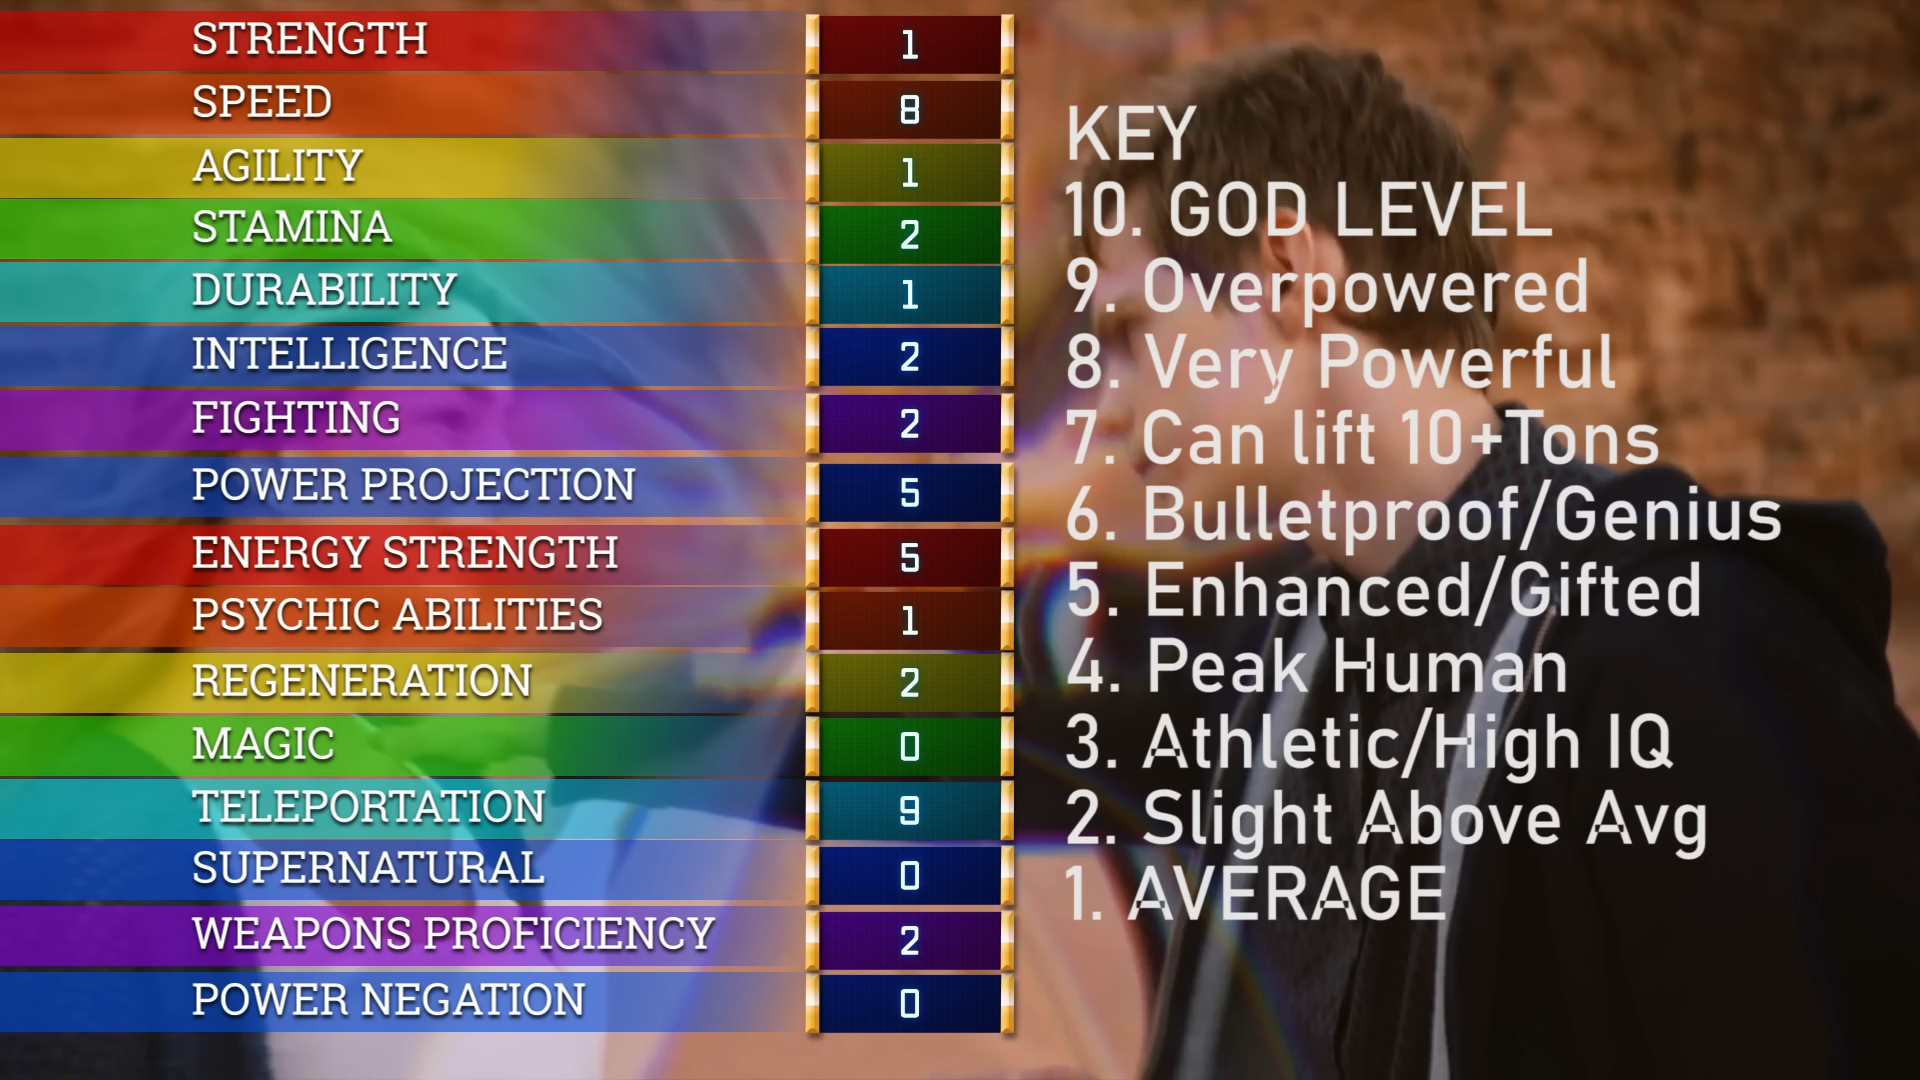 STRENGTH 1
SPEED 8
AGILITY 1
STAMINA 2
DURABILITY 1
INTELLIGENCE 2
FIGHTING 2
POWER PROJECTION 5
ENERGY STRENGTH 5
PSYCHIC ABILITIES 1
REGENERATION 2
MAGIC 0
TELEPORTATION 9
SUPERNATURAL 0
WEAPONS PROFICIENCY 2
POWER NEGATION 0
KEY
10. GOD LEVEL
9. Overpowered
8. Very Powerful
7. Can lift 10+Tons
6. Bulletproof/Genius
5. Enhanced/Gifted
4. Peak Human
3. Athletic/High IQ
2. Slight Above Avg
1. AVERAGE